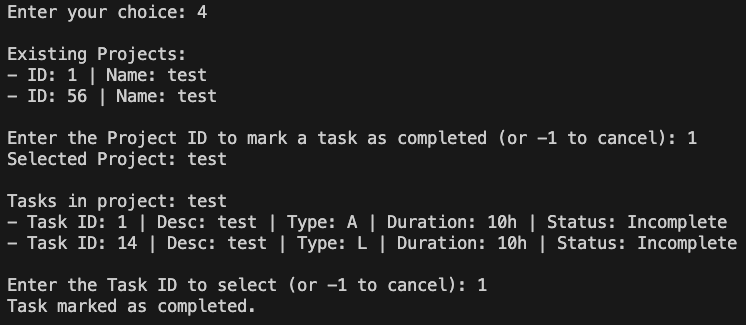 Enter your choice: 4
Existing Projects:
- ID: 1 | Name: test
- ID: 56 | Name: test
Enter the Project ID to mark a task as completed (or -1 to cancel): 1
Selected Project: test
Tasks in project: test
- Task ID: 1 | Desc: test | Type: A | Duration: 10h | Status: Incomplete
- Task ID: 14 | Desc: test | Type: L | Duration: 10h | Status: Incomplete
Enter the Task ID to select (or -1 to cancel): 1
Task marked as completed.